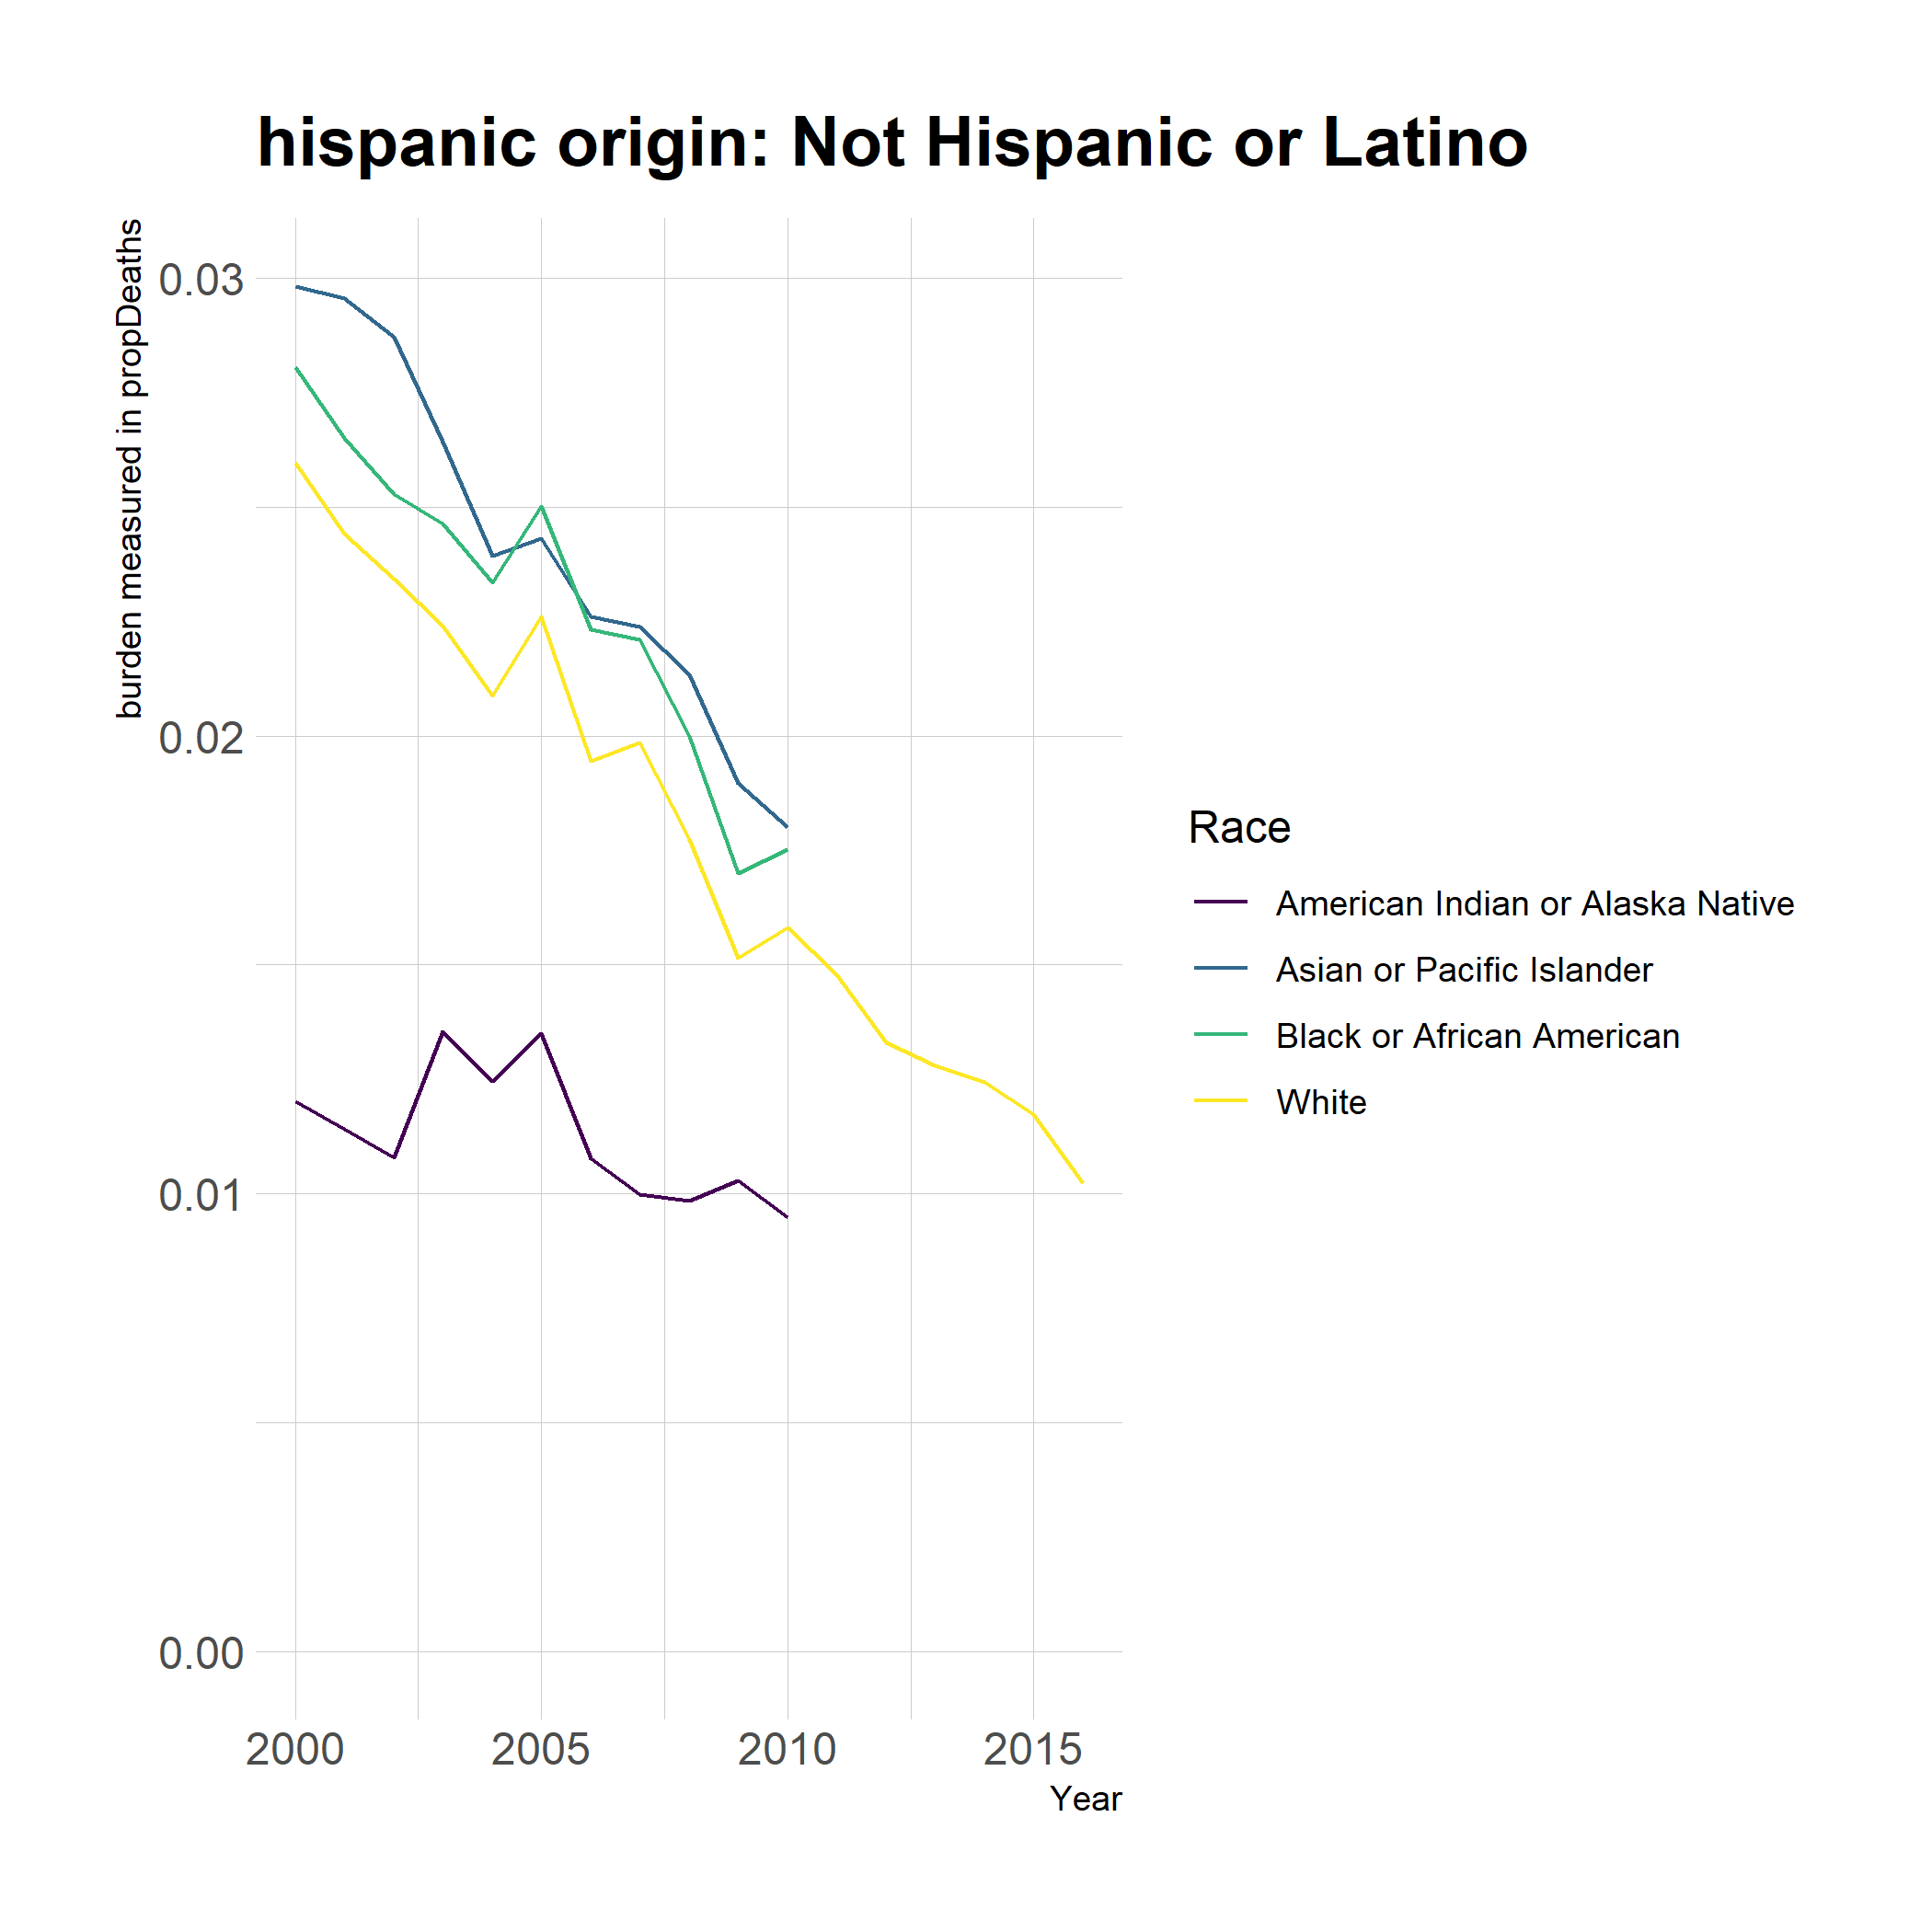 hispanic origin: Not Hispanic or Latino
burden measured in propDeaths
0.03
0.02
0.01
0.00
2000 2005 2010 2015
Year
Race
American Indian or Alaska Native
Asian or Pacific Islander
Black or African American
White